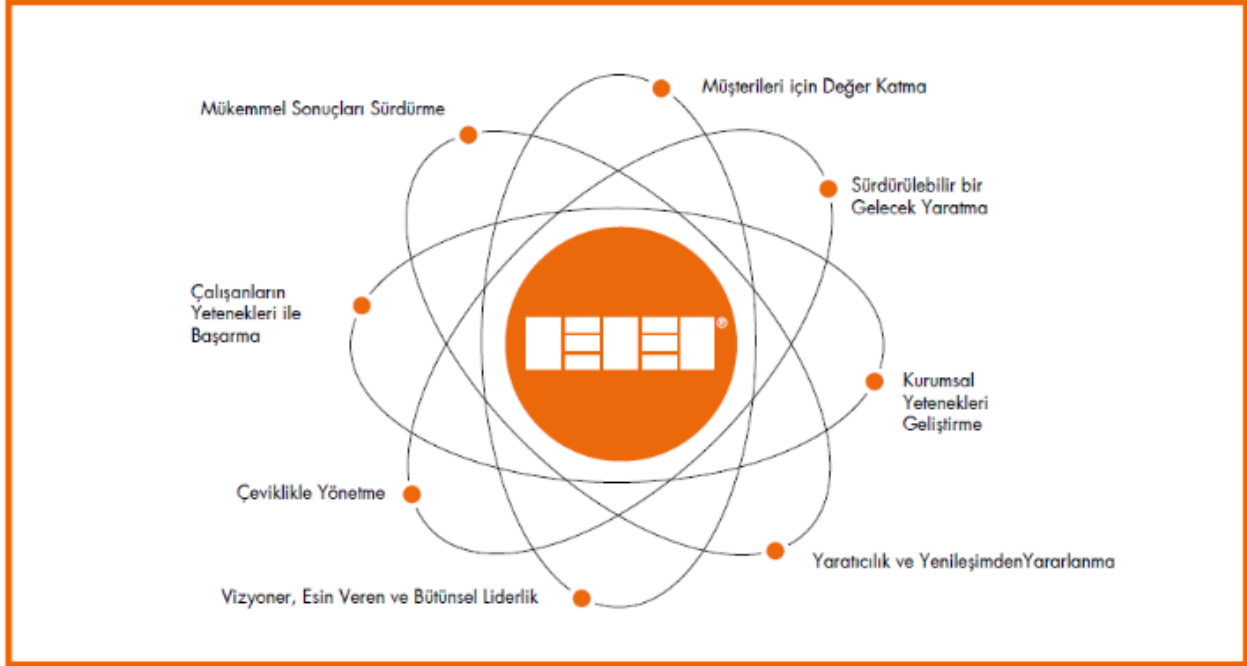 Müşterileri için Değer Katma
Mükemmel Sonuçları Sürdürme
Sürdürülebilir bir
Gelecek Yaratma
Çalışanların
Yetenekleri ile
Başarma
®
Kurumsal
Yetenekleri
Geliştirme
Çeviklikle Yönetme
Yaratıcılık ve YenileşimdenYararlanma
Vizyoner, Esin Veren ve Bütünsel Liderlik